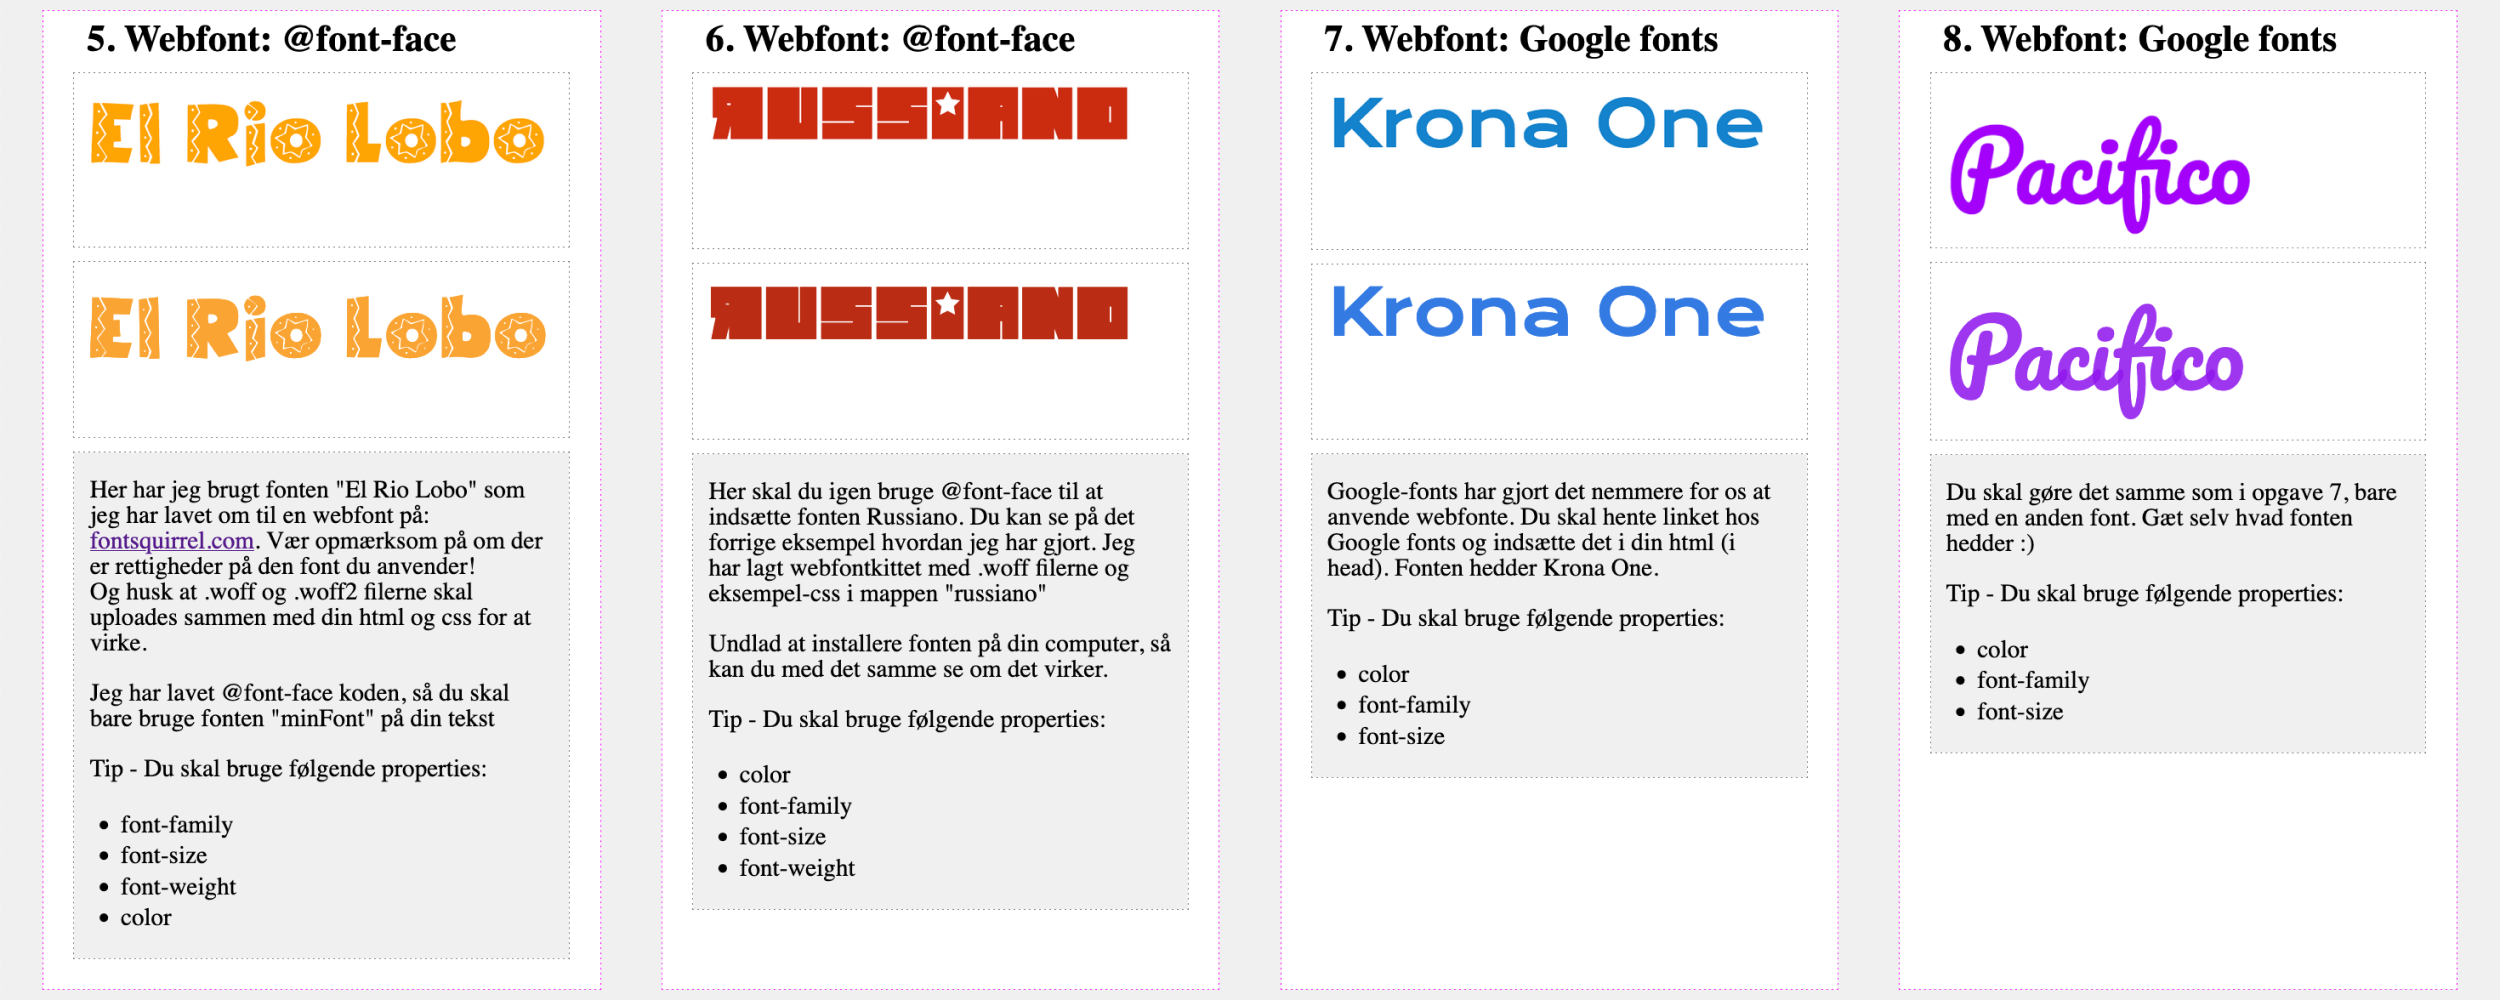 5. Webfont: @font-face
El Rio Lobo
El Rio Lobo
Her har jeg brugt fonten "El Rio Lobo" som
jeg har lavet om til en webfont på:
fontsquirrel.com. Vær opmærksom på om der
er rettigheder på den font du anvender!
Og husk at .woff og .woff2 filerne skal
uploades sammen med din html og css for at
virke.
Jeg har lavet @font-face koden, så du skal
bare bruge fonten "minFont" på din tekst
Tip - Du skal bruge følgende properties:
• font-family
• font-size
• font-weight
• color
6. Webfont: @font-face
RUSSIANO
RUSSIANO
Her skal du igen bruge @font-face til at
indsætte fonten Russiano. Du kan se på det
forrige eksempel hvordan jeg har gjort. Jeg
har lagt webfontkittet med .woff filerne og
eksempel-css i mappen "russiano"
Undlad at installere fonten på din computer, så
kan du med det samme se om det virker.
Tip - Du skal bruge følgende properties:
• color
• font-family
• font-size
• font-weight
7. Webfont: Google fonts
Krona One
Krona One
Google-fonts har gjort det nemmere for os at
anvende webfonte. Du skal hente linket hos
Google fonts og indsætte det i din html (i
head). Fonten hedder Krona One.
Tip - Du skal bruge følgende properties:
• color
• font-family
• font-size
8. Webfont: Google fonts
Pacifico
Pacifico
Du skal gøre det samme som i opgave 7, bare
med en anden font. Gæt selv hvad fonten
hedder :)
Tip - Du skal bruge følgende properties:
• color
• font-family
• font-size